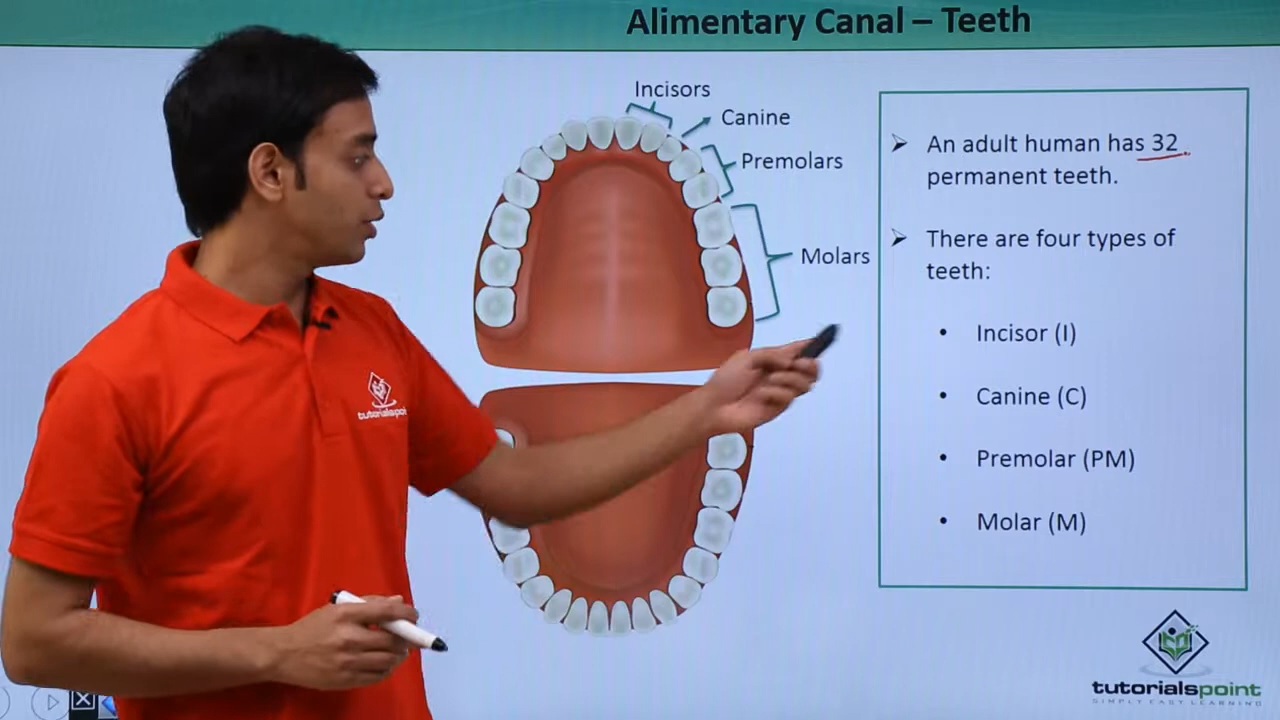 Alimentary Canal – Teeth
Incisors
Canine
Premolars
Molars
➢ An adult human has 32
permanent teeth.
➢ There are four types of
teeth:
• Incisor (I)
• Canine (C)
• Premolar (PM)
• Molar (M)
tutorialspoint
tutorialspoint
SIMPLY EASY LEARNING